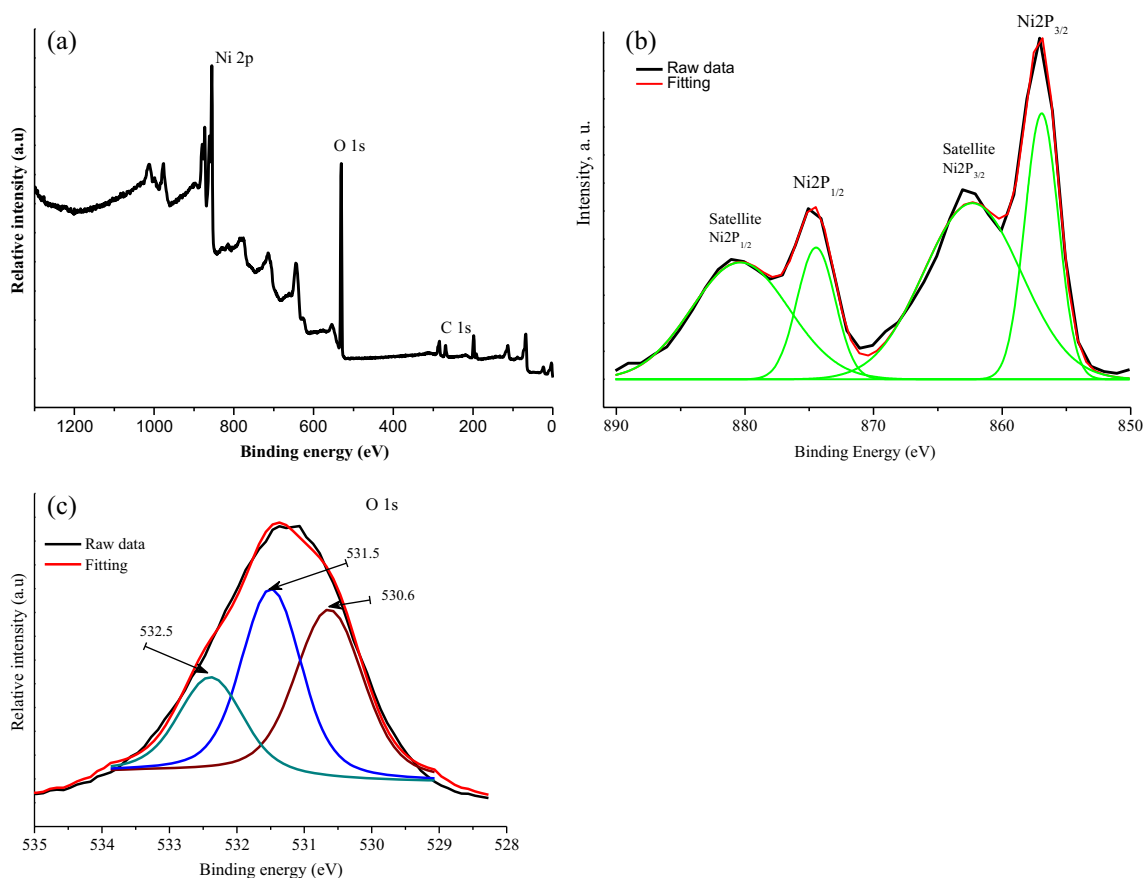 (a)
Ni 2p
O 1s
C 1s
Relative intensity (a.u)
1200 1000 800 600 400 200 0
Binding energy (eV)
(b)
Ni2P3/2
Raw data
Fitting
Satellite
Ni2P3/2
Ni2P1/2
Satellite
Ni2P1/2
Intensity, a. u.
890 880 870 860 850
Binding Energy (eV)
(c)
O 1s
Raw data
Fitting
531.5
530.6
532.5
Relative intensity (a.u)
535 534 533 532 531 530 529 528
Binding energy (eV)